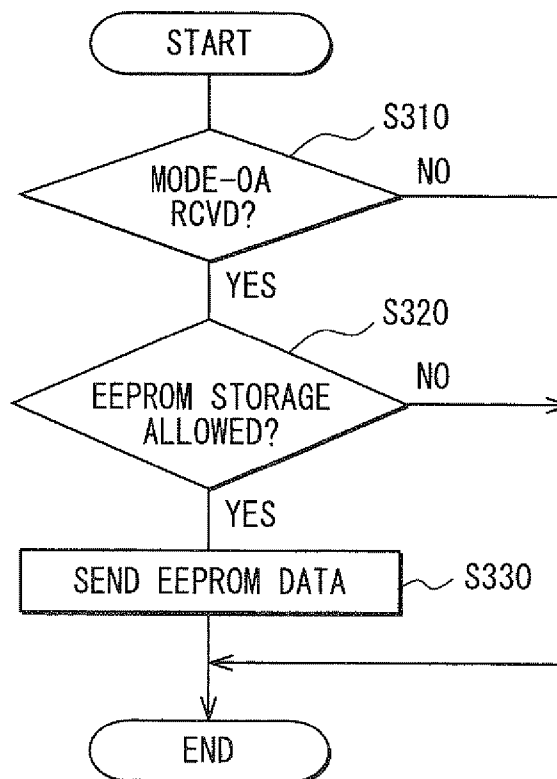 START
S310
MODE-0A
RCVD?
NO
YES
S320
EEPROM STORAGE
ALLOWED?
NO
YES
SEND EEPROM DATA
S330
END